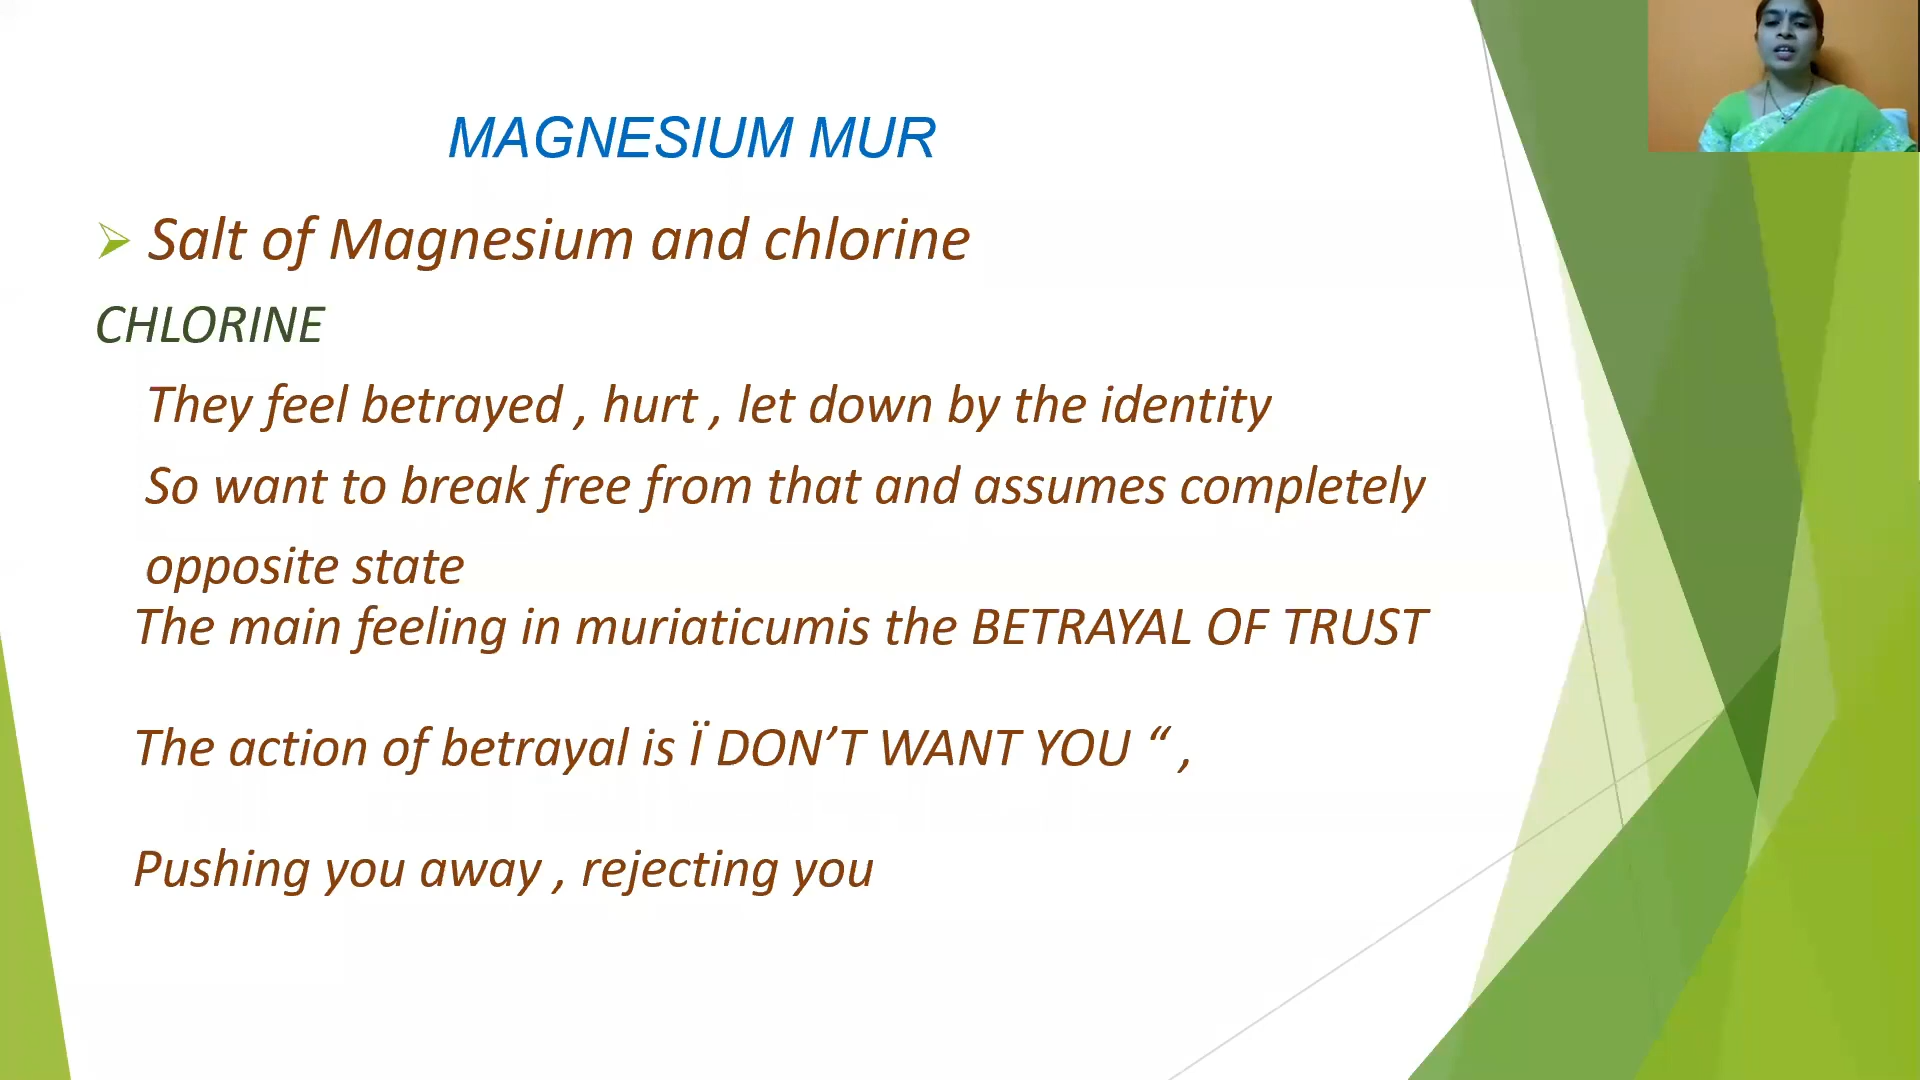 MAGNESIUM MUR
Salt of Magnesium and chlorine
CHLORINE
They feel betrayed , hurt , let down by the identity
So want to break free from that and assumes completely
opposite state
The main feeling in muriaticumis the BETRAYAL OF TRUST
The action of betrayal is Ï DON’T WANT YOU “ ,
Pushing you away , rejecting you